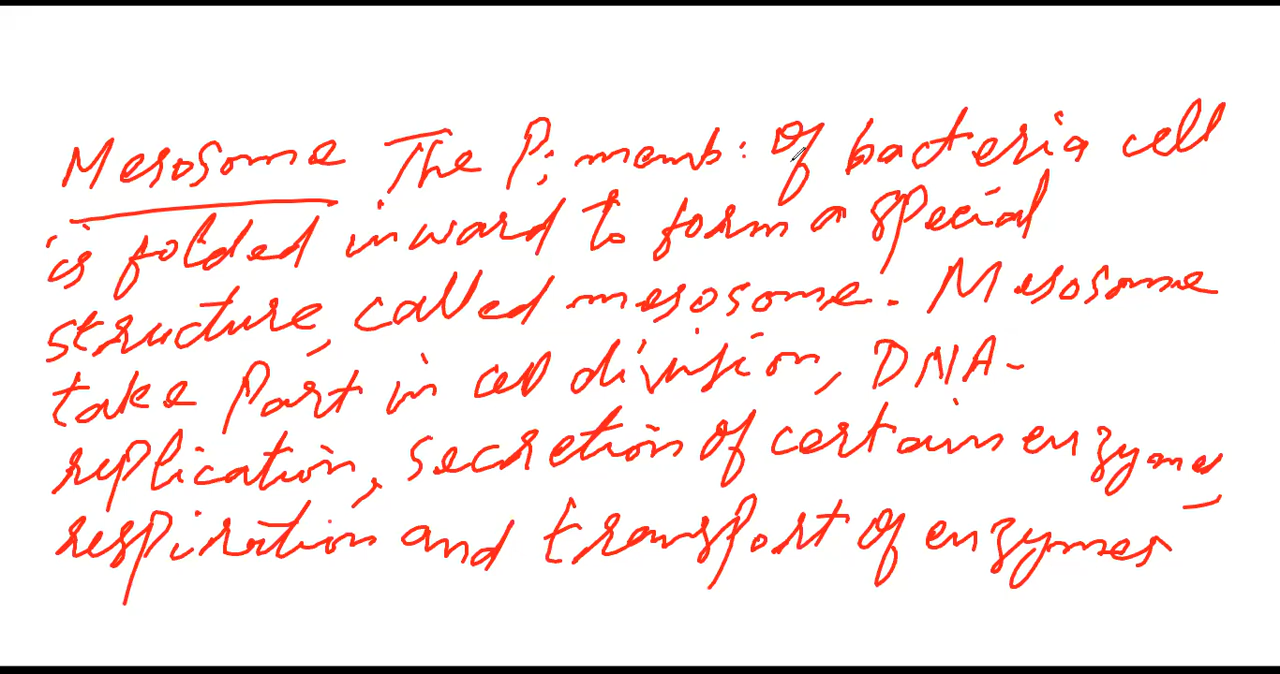 Mesosome The P; memb: of bacteria cell
is folded inward to form a special
structure, called mesosome. Mesosome
take Part in cell division, DNA-
replication, secretion of certain enzymes,
respiration and transport of enzymes